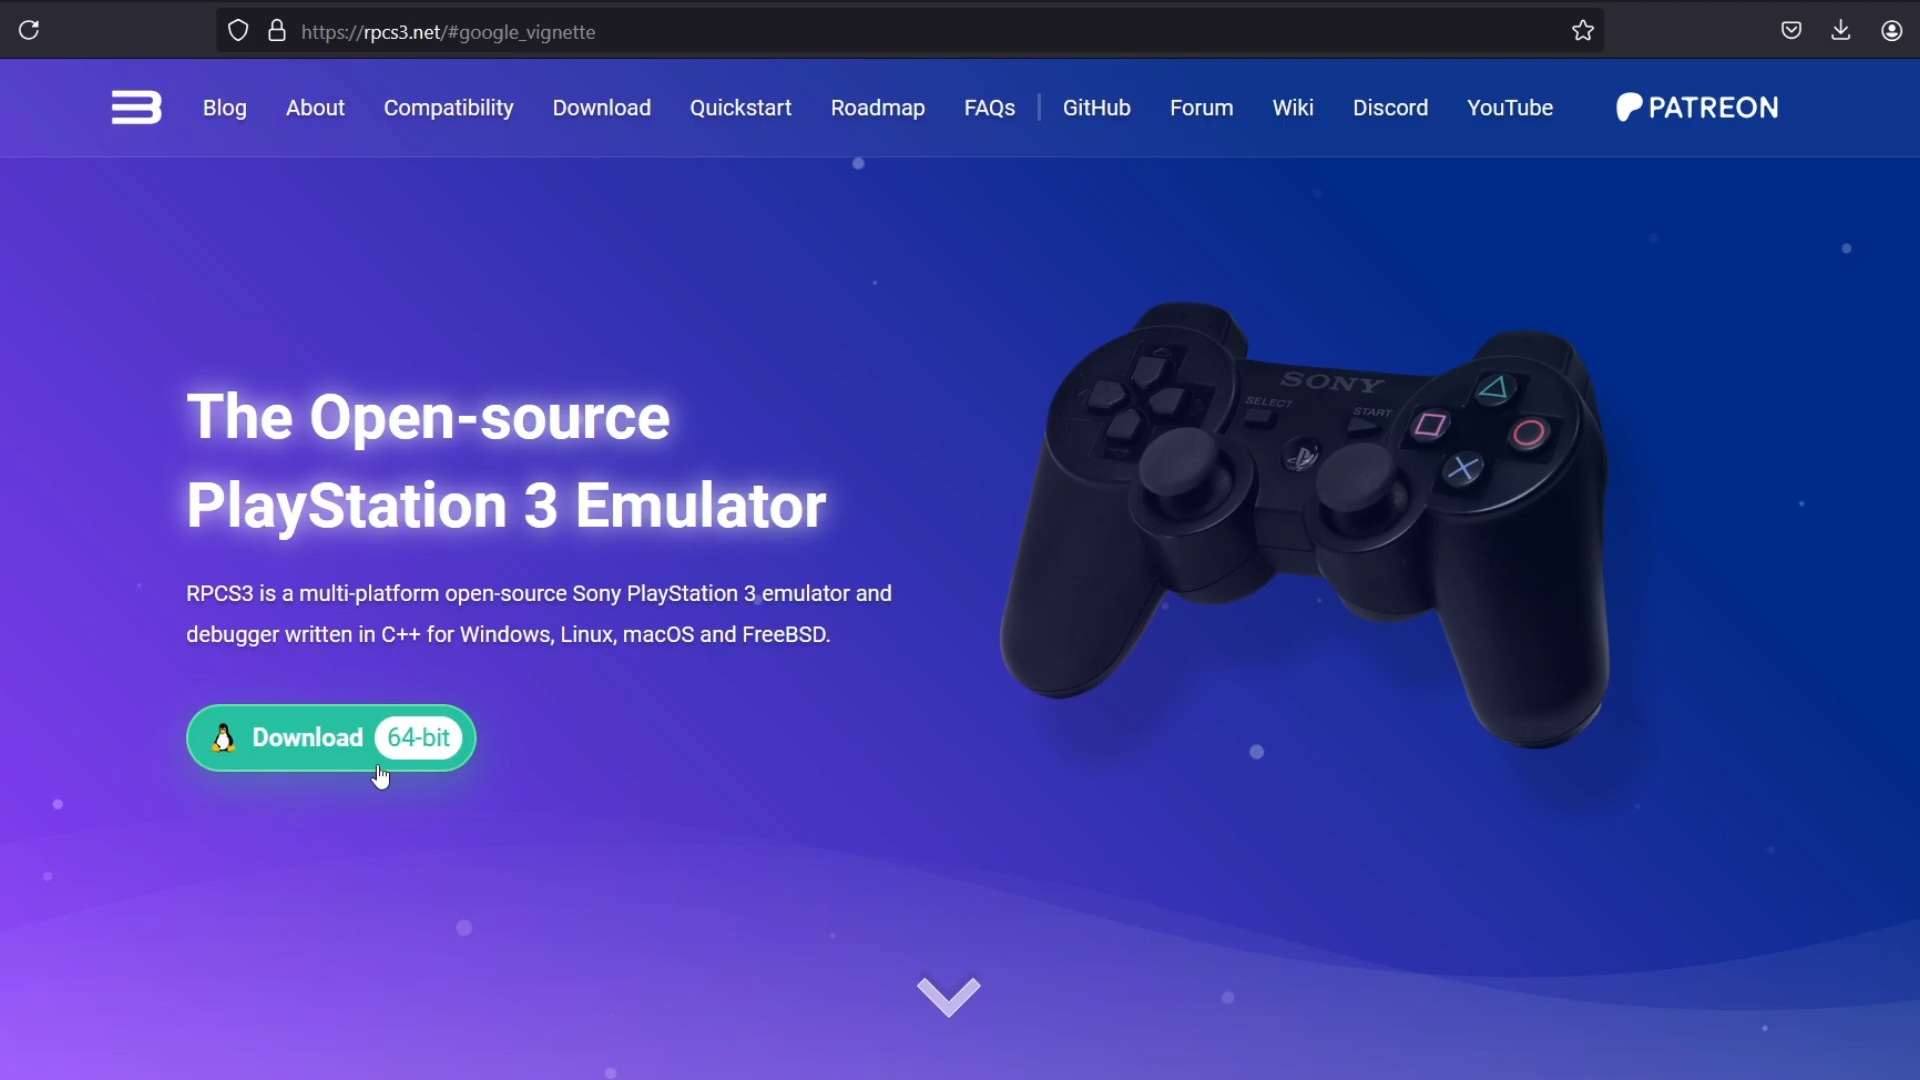 https://rpcs3.net/#google_vignette
Blog About Compatibility Download Quickstart Roadmap FAQs GitHub Forum Wiki Discord YouTube PATREON
SONY
SELECT START
The Open-source
PlayStation 3 Emulator
RPCS3 is a multi-platform open-source Sony PlayStation 3 emulator and
debugger written in C++ for Windows, Linux, macOS and FreeBSD.
Download 64-bit